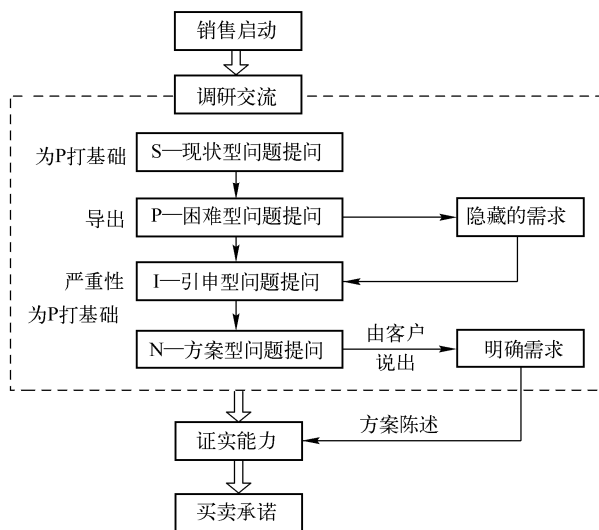 销售启动
调研交流
为P打基础
S—现状型问题提问
导出
P—困难型问题提问
隐藏的需求
严重性
I—引申型问题提问
为P打基础
N—方案型问题提问
由客户
说出
明确需求
方案陈述
证实能力
买卖承诺